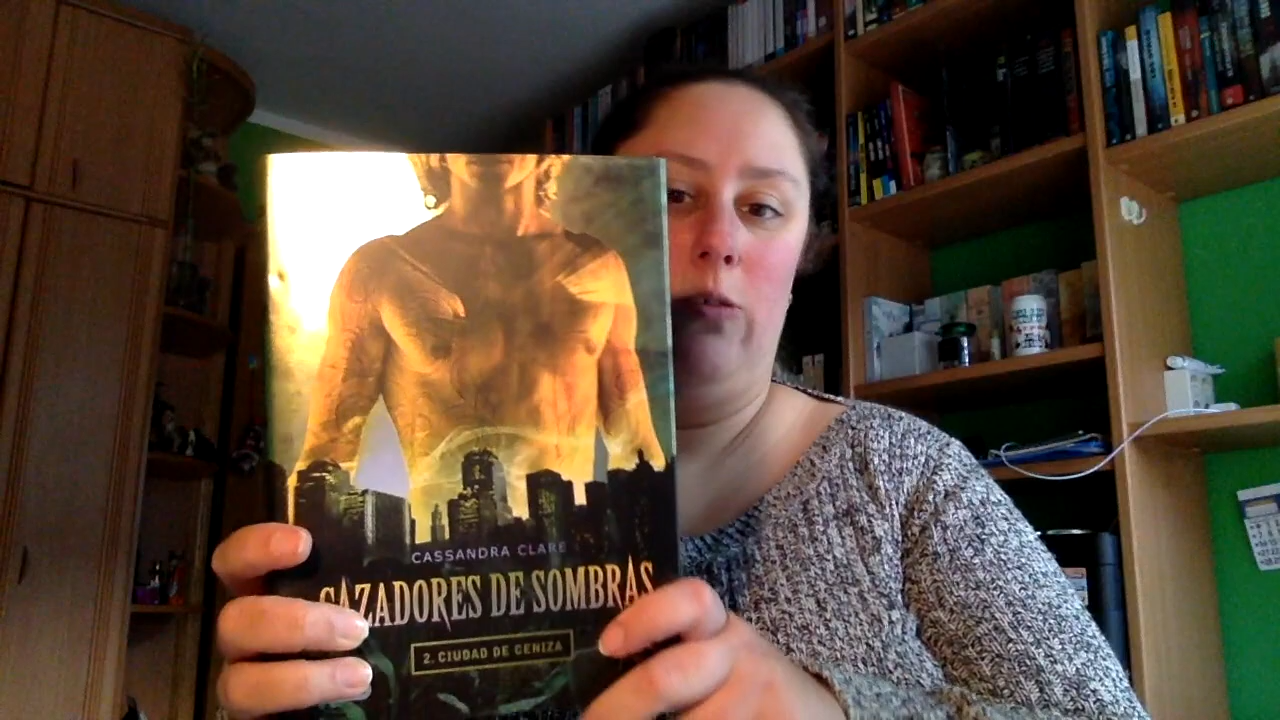 CASSANDRA CLARE
CAZADORES DE SOMBRAS
2. CIUDAD DE CENIZA